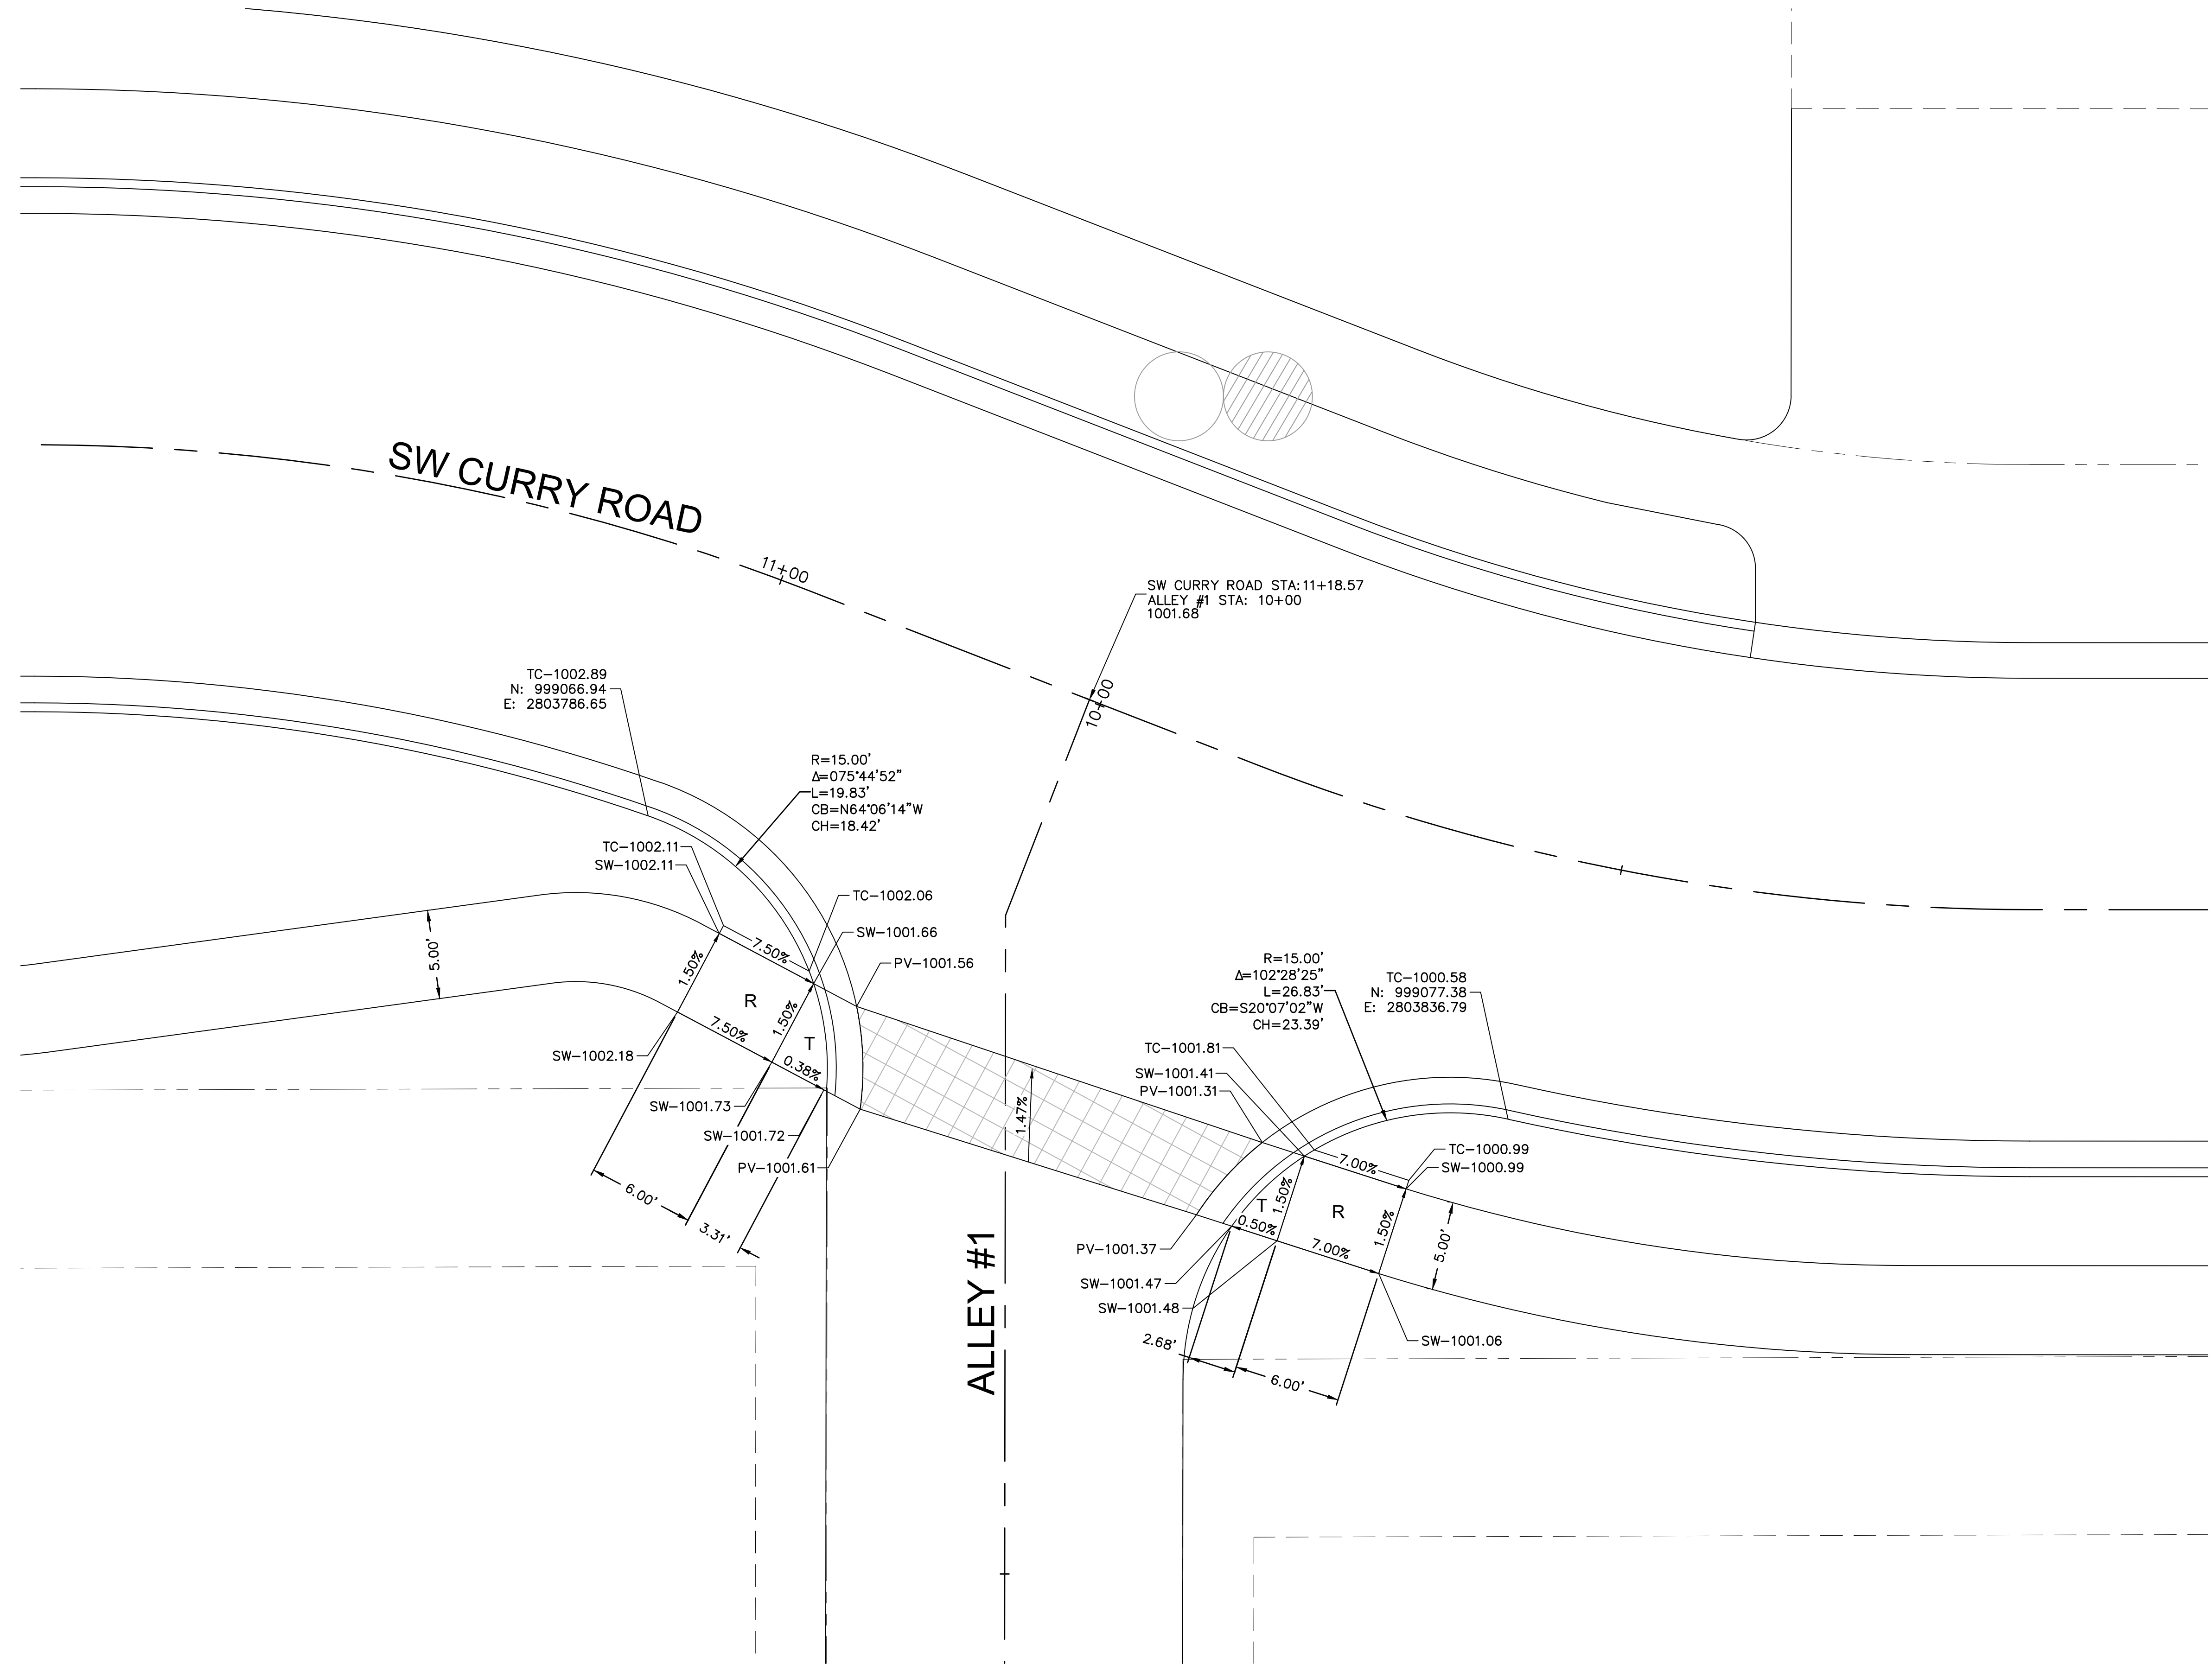 SW CURRY ROAD
11+00
SW CURRY ROAD STA:11+18.57
ALLEY #1 STA: 10+00
1001.68
10+00
TC-1002.89
N: 999066.94
E: 2803786.65
R=15.00'
Δ=075°44'52"
L=19.83'
CB=N64°06'14"W
CH=18.42'
TC-1002.11
SW-1002.11
TC-1002.06
SW-1001.66
PV-1001.56
5.00'
7.50%
1.50%
R
1.50%
7.50%
T
0.38%
SW-1002.18
SW-1001.73
SW-1001.72
PV-1001.61
6.00'
3.31'
1.47%
ALLEY #1
R=15.00'
Δ=102°28'25"
L=26.83'
CB=S20°07'02"W
CH=23.39'
TC-1000.58
N: 999077.38
E: 2803836.79
TC-1001.81
SW-1001.41
PV-1001.31
7.00%
TC-1000.99
SW-1000.99
1.50%
T
0.50%
R
1.50%
5.00'
7.00%
PV-1001.37
SW-1001.47
SW-1001.48
SW-1001.06
2.68'
6.00'